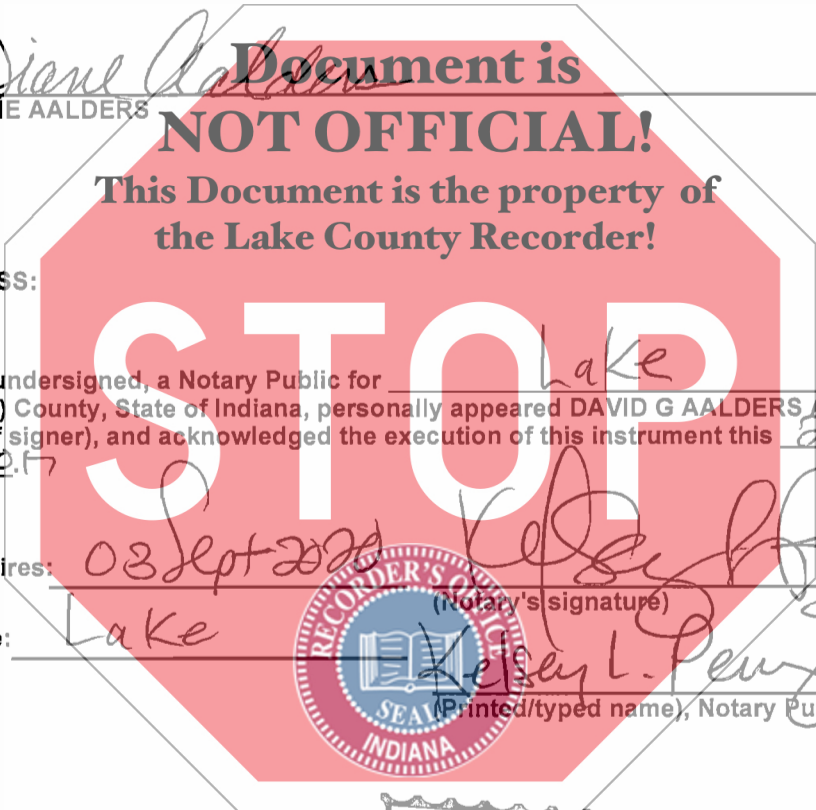 Diane Aalders
Document is
E AALDERS
NOT OFFICIAL!
This Document is the property of
the Lake County Recorder!
SS:
STOP
undersigned, a Notary Public for Lake
) County, State of Indiana, personally appeared DAVID G AALDERS
signer), and acknowledged the execution of this instrument this
ires: 03 Sept 2020
(Notary's signature)
: Lake
Kelsey L.
(Printed/typed name), Notary Pu
RECORDER'S OFFICE
SEAL
INDIANA